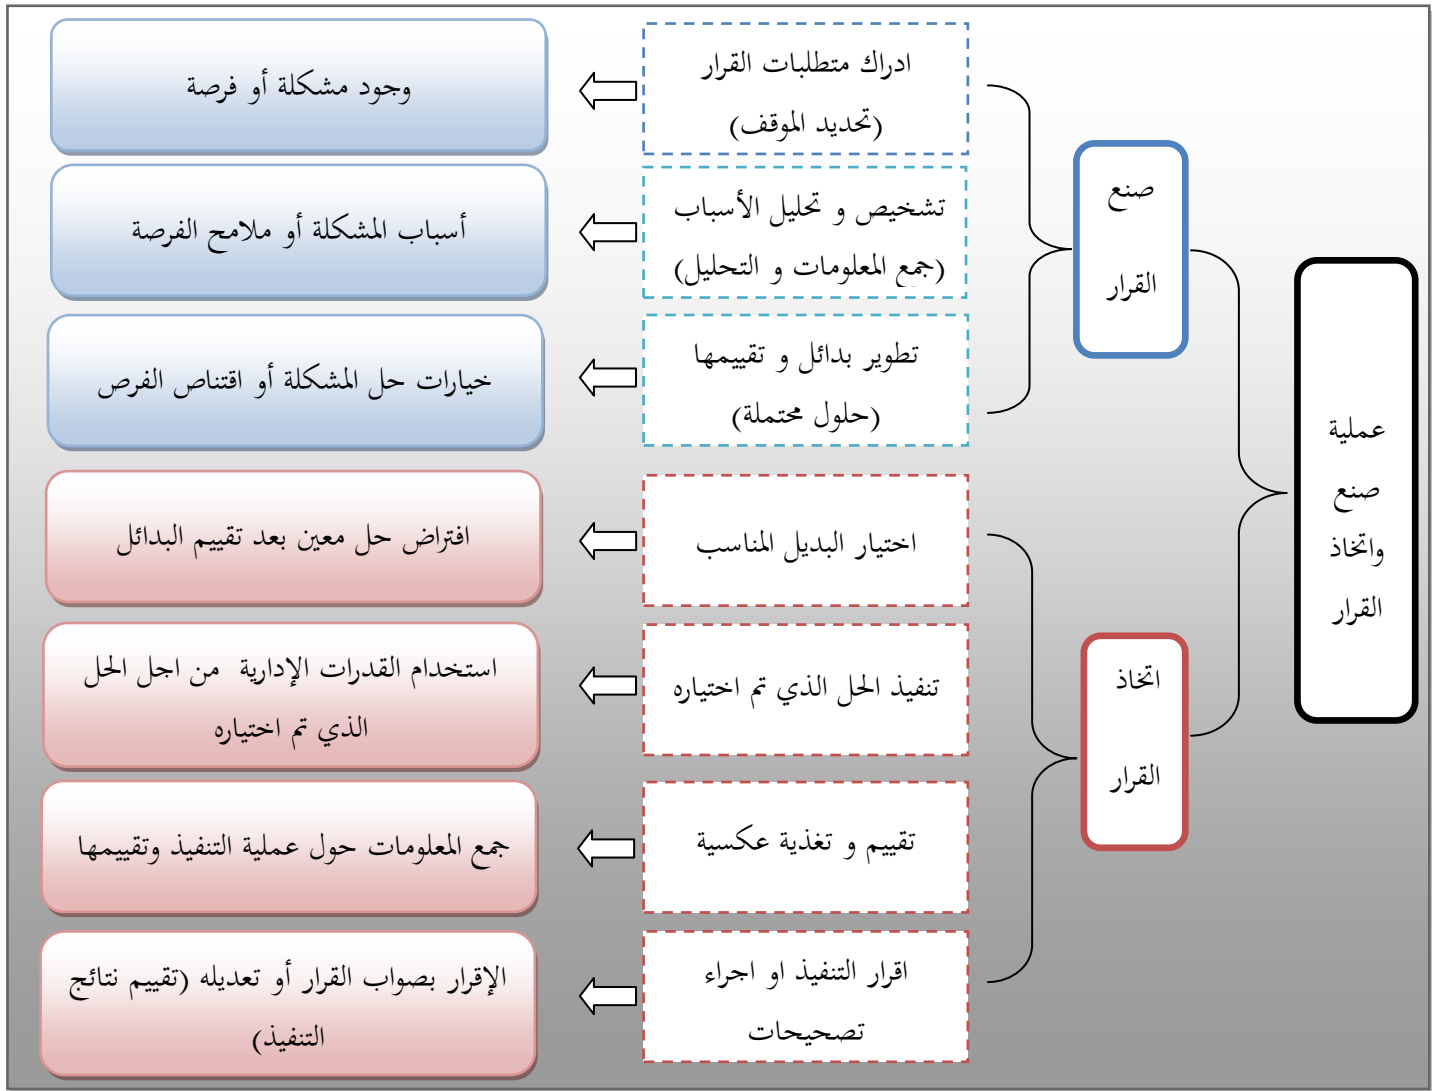 عملية
صنع
واتخاذ
القرار
صنع
القرار
ادراك متطلبات القرار
(تحديد الموقف)
وجود مشكلة أو فرصة
تشخيص و تحليل الأسباب
(جمع المعلومات و التحليل)
أسباب المشكلة أو ملامح الفرصة
تطوير بدائل و تقييمها
(حلول محتملة)
خيارات حل المشكلة أو اقتناص الفرص
اتخاذ
القرار
اختيار البديل المناسب
افتراض حل معين بعد تقييم البدائل
تنفيذ الحل الذي تم اختياره
استخدام القدرات الإدارية من اجل الحل
الذي تم اختياره
تقييم و تغذية عكسية
جمع المعلومات حول عملية التنفيذ وتقييمها
اقرار التنفيذ او اجراء
تصحيحات
الإقرار بصواب القرار أو تعديله (تقييم نتائج
التنفيذ)